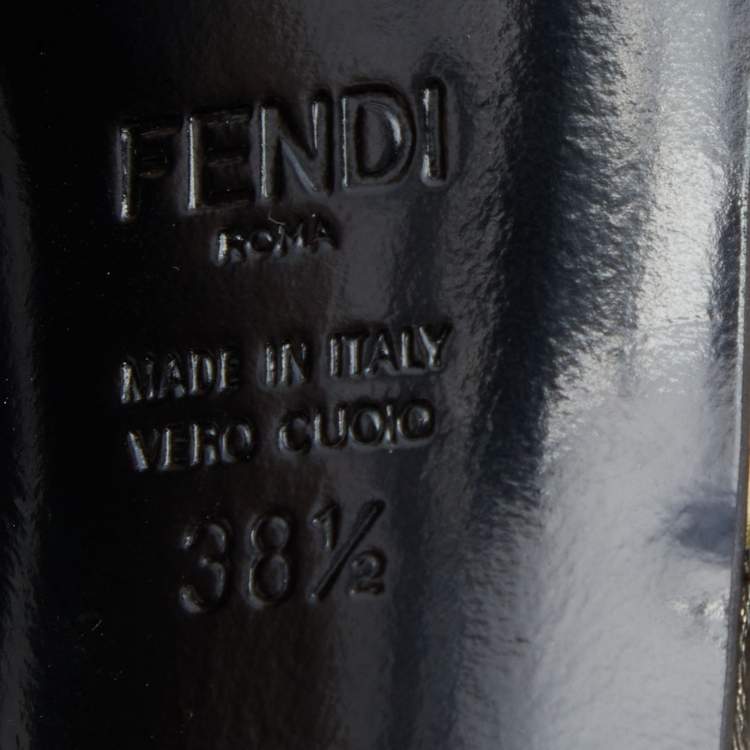 FENDI
ROMA
MADE IN ITALY
VERO CUOIO
38½